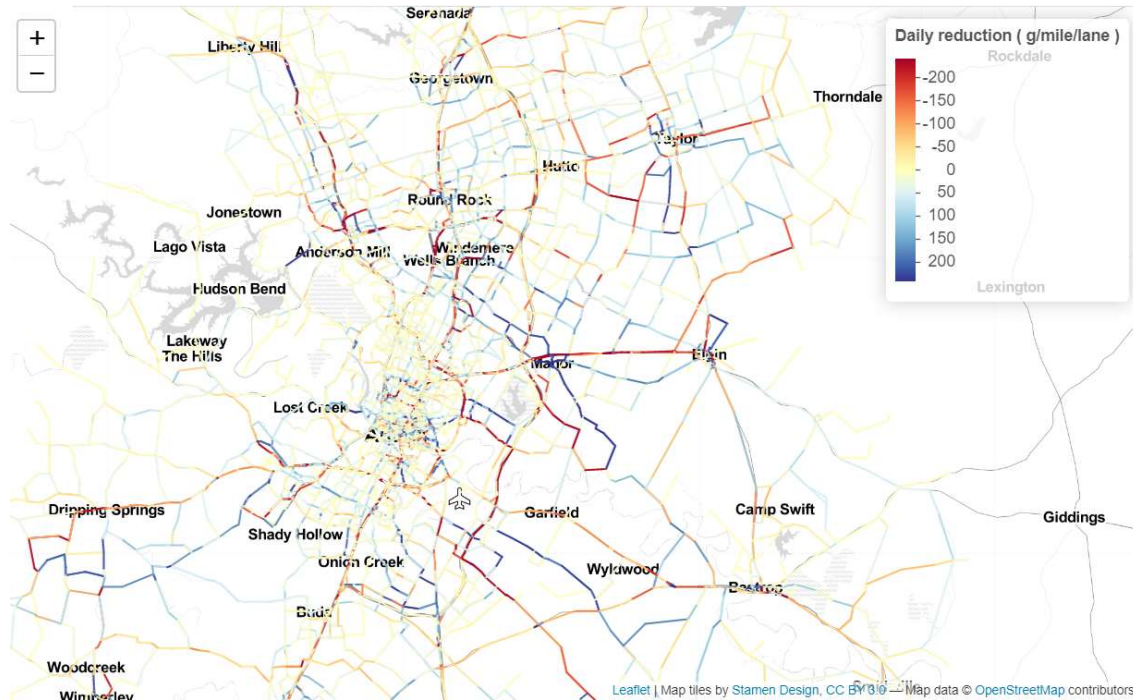 Serenada
+
−
Liberty Hill
Georgetown
Daily reduction ( g/mile/lane )
Rockdale
-200
-150
-100
-50
0
50
100
150
200
Lexington
Thorndale
Taylor
Hutto
Round Rock
Jonestown
Lago Vista
Anderson Mill
Windemere
Wells Branch
Hudson Bend
Lakeway
The Hills
Manor
Elgin
Lost Creek
Dripping Springs
Garfield
Camp Swift
Giddings
Shady Hollow
Onion Creek
Wyldwood
Bastrop
Buda
Woodcreek
Wimberley
Leaflet | Map tiles by Stamen Design, CC BY 3.0 — Map data © OpenStreetMap contributors